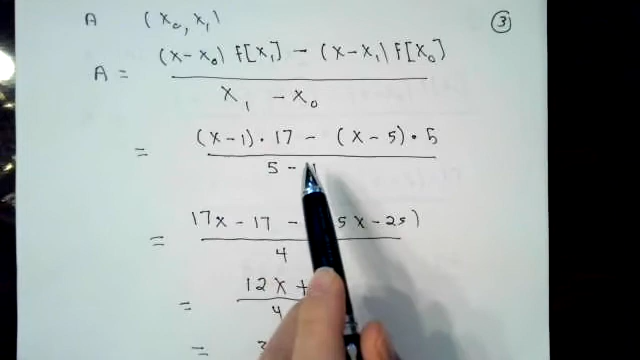 A (x₀, x₁) ③
A = (x-x₀) F[x₁] - (x-x₁) F[x₀]
x₁ - x₀
= (x-1)·17 - (x-5)·5
5 -
= 17x - 17 - 5x-25)
4
= 12x +
4
=